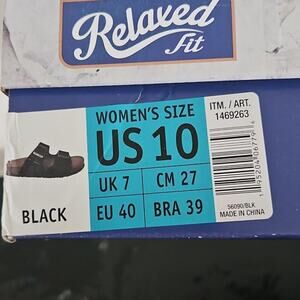 Relaxed
Fit
WOMEN'S SIZE
US 10
UK 7
CM 27
EU 40
BRA 39
BLACK
ITM. / ART.
1469263
56090/BLK
MADE IN CHINA